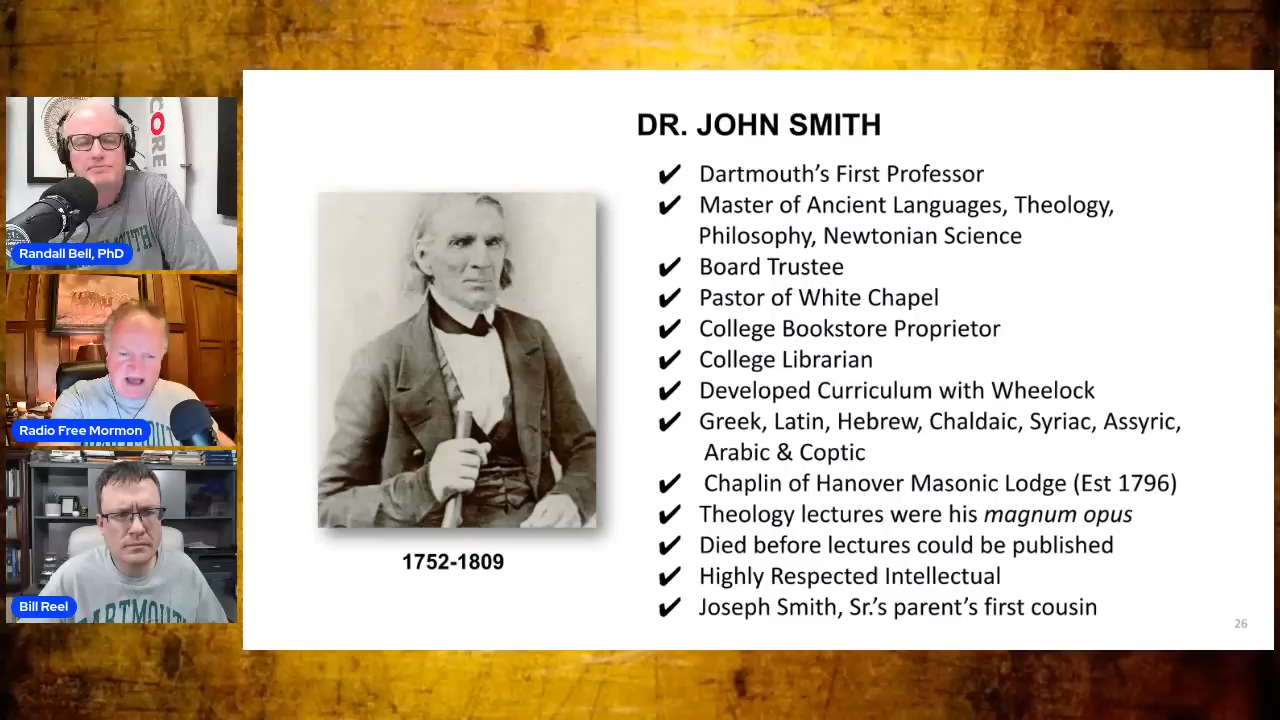 DR. JOHN SMITH
✔ Dartmouth’s First Professor
✔ Master of Ancient Languages, Theology,
Philosophy, Newtonian Science
✔ Board Trustee
✔ Pastor of White Chapel
✔ College Bookstore Proprietor
✔ College Librarian
✔ Developed Curriculum with Wheelock
✔ Greek, Latin, Hebrew, Chaldaic, Syriac, Assyric,
Arabic & Coptic
✔ Chaplin of Hanover Masonic Lodge (Est 1796)
✔ Theology lectures were his magnum opus
✔ Died before lectures could be published
✔ Highly Respected Intellectual
✔ Joseph Smith, Sr.’s parent’s first cousin
1752-1809
26
CORE
Randall Bell, PhD
Radio Free Mormon
Bill Reel